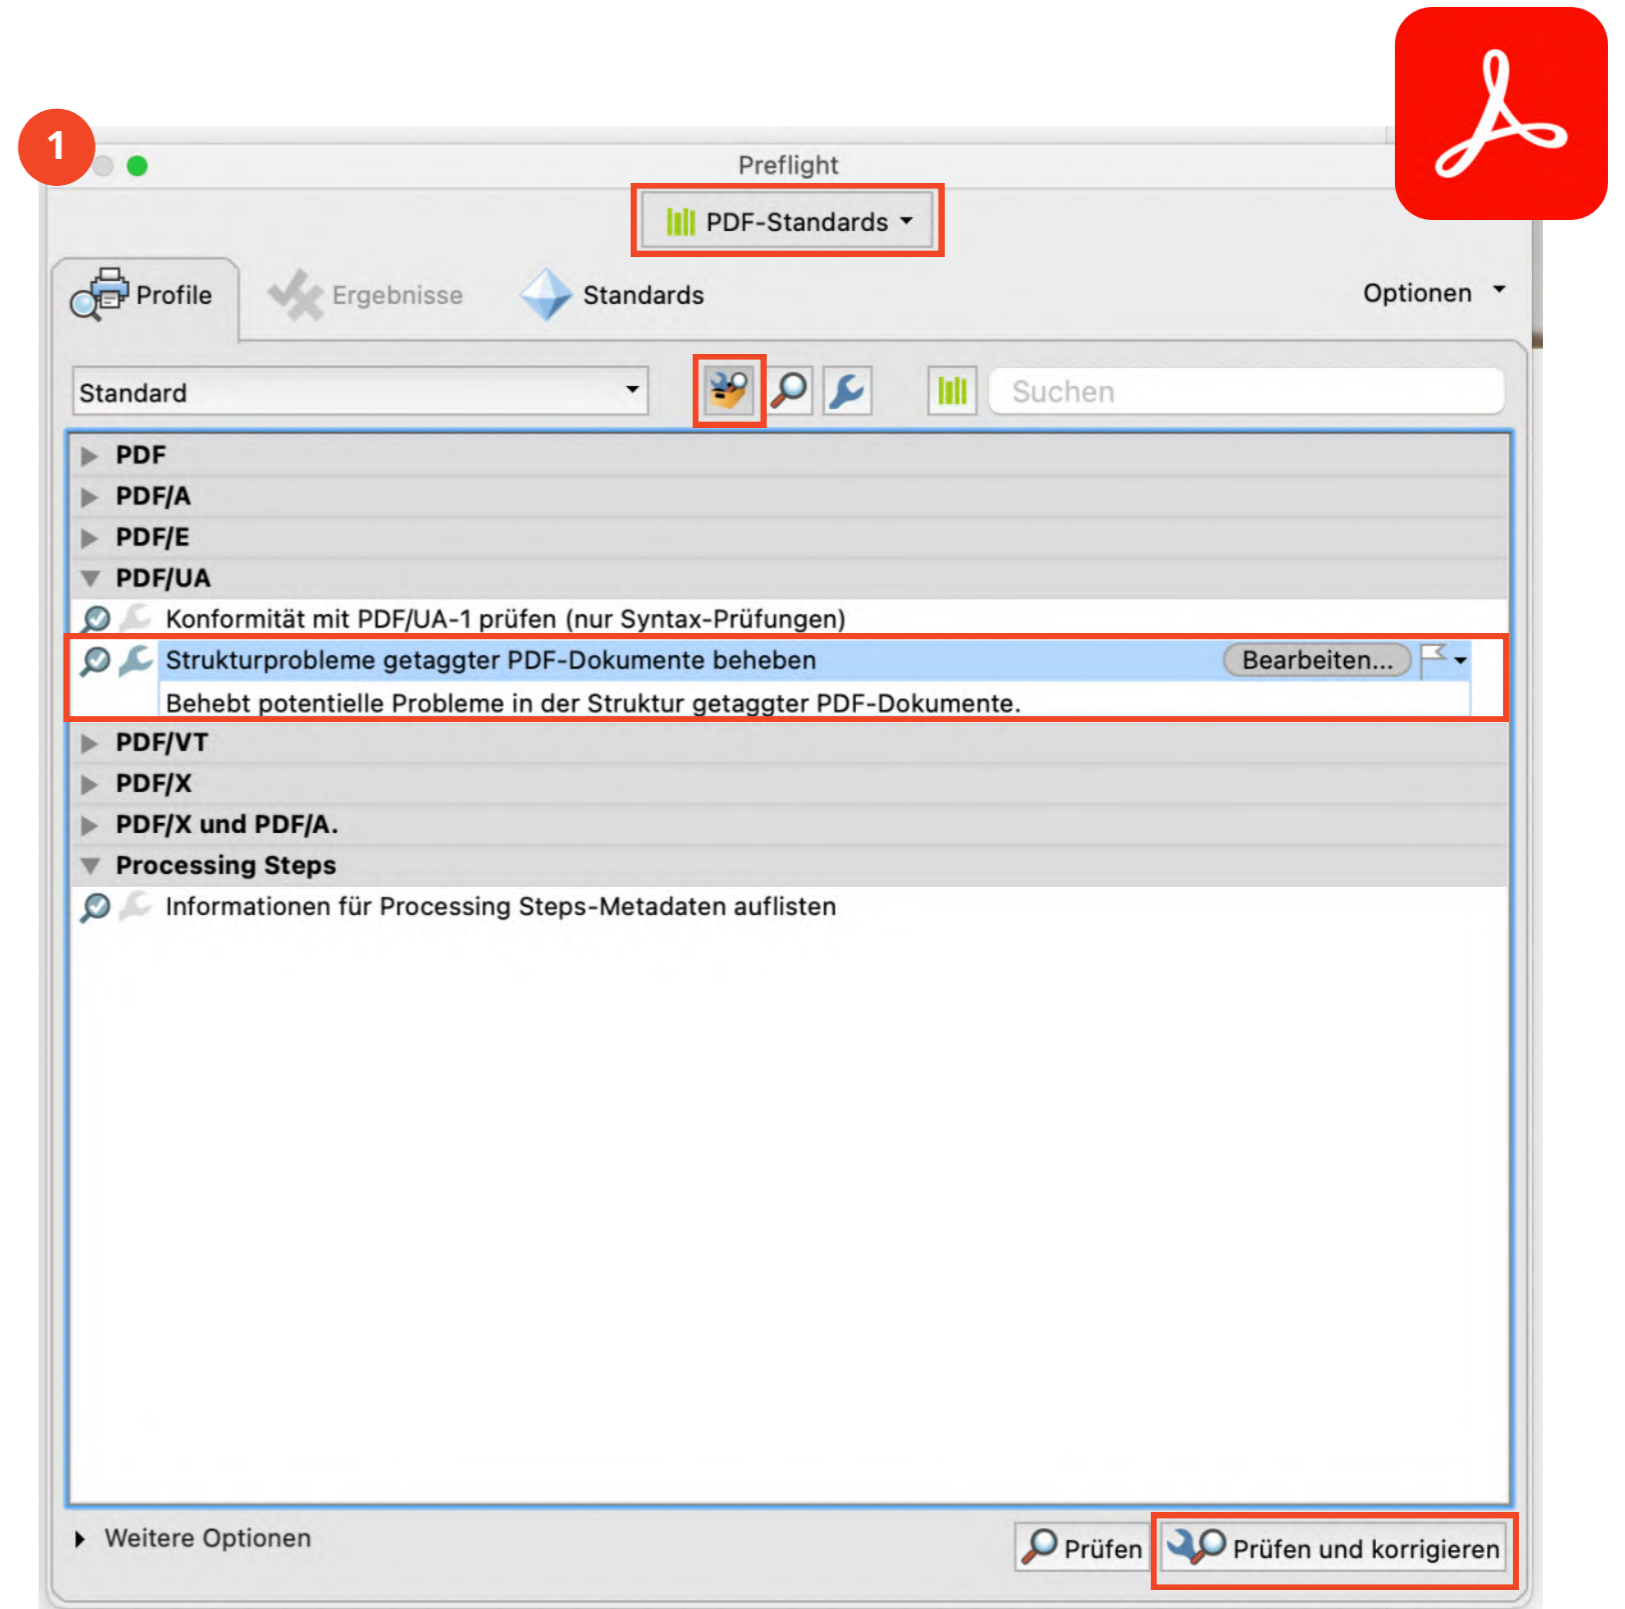 1
Preflight
PDF-Standards
Profile
Ergebnisse
Standards
Optionen
Standard
Suchen
PDF
PDF/A
PDF/E
PDF/UA
Konformität mit PDF/UA-1 prüfen (nur Syntax-Prüfungen)
Strukturprobleme getaggter PDF-Dokumente beheben
Bearbeiten...
Behebt potentielle Probleme in der Struktur getaggter PDF-Dokumente.
PDF/VT
PDF/X
PDF/X und PDF/A.
Processing Steps
Informationen für Processing Steps-Metadaten auflisten
Weitere Optionen
Prüfen
Prüfen und korrigieren